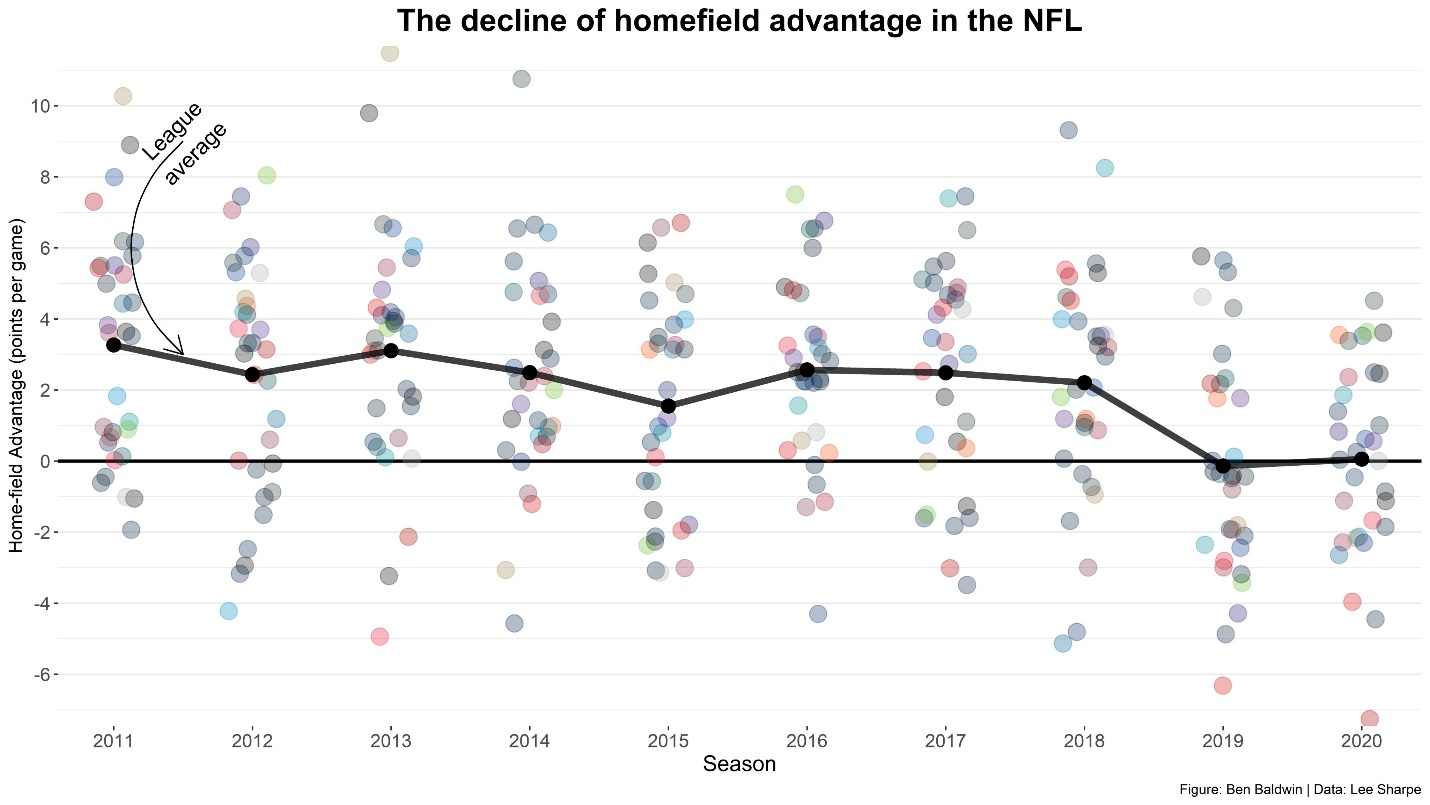 The decline of homefield advantage in the NFL
Home-field Advantage (points per game)
10
8
6
4
2
0
-2
-4
-6
League
average
2011 2012 2013 2014 2015 2016 2017 2018 2019 2020
Season
Figure: Ben Baldwin | Data: Lee Sharpe